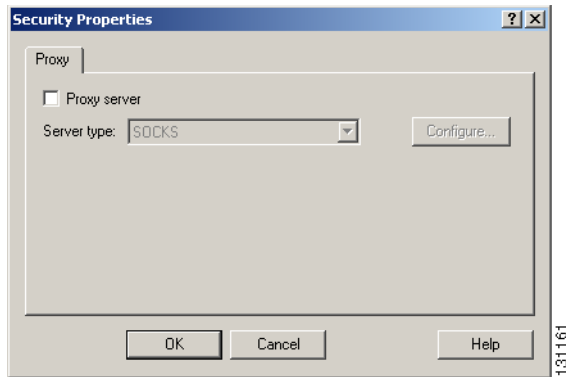 Security Properties
Proxy
Proxy server
Server type: SOCKS Configure...
OK Cancel Help
131161